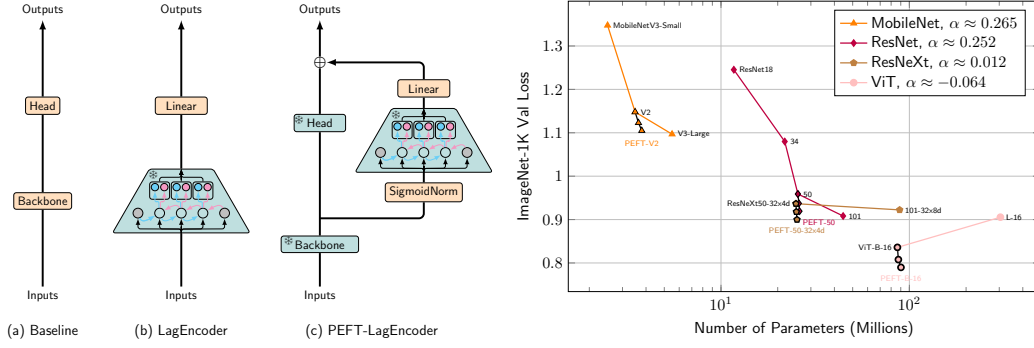 Outputs
Head
Backbone
Inputs
(a) Baseline
Outputs
Linear
Inputs
(b) LagEncoder
Outputs
Linear
Head
SigmoidNorm
Backbone
Inputs
(c) PEFT-LagEncoder
ImageNet-1K Val Loss
1.3
1.2
1.1
1
0.9
0.8
MobileNet, α ≈ 0.265
ResNet, α ≈ 0.252
ResNeXt, α ≈ 0.012
ViT, α ≈ −0.064
MobileNetV3-Small
V2
V3-Large
PEFT-V2
ResNet18
34
50
ResNeXt50-32x4d
101
101-32x8d
PEFT-50
PEFT-50-32x4d
L-16
ViT-B-16
PEFT-B-16
10¹
10²
Number of Parameters (Millions)